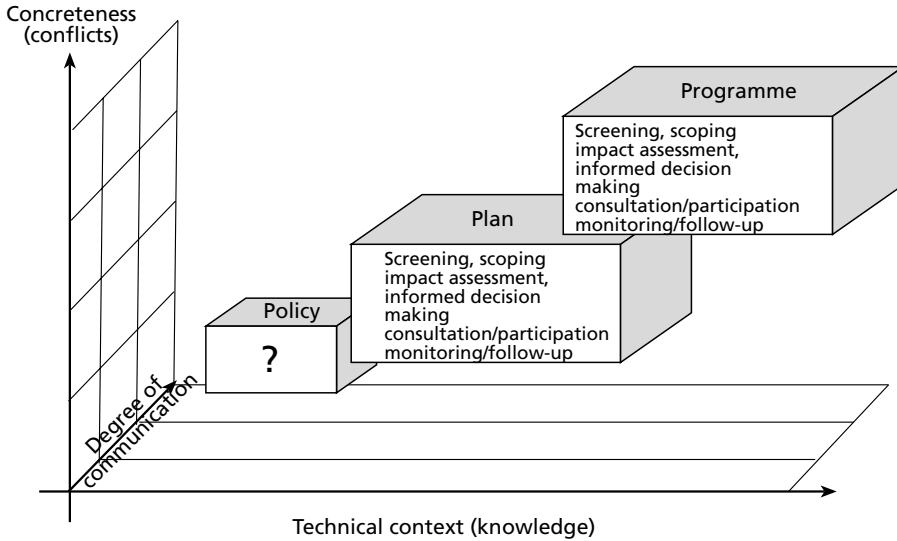 Concreteness
(conflicts)
Programme
Screening, scoping
impact assessment,
informed decision
making
consultation/participation
monitoring/follow-up
Plan
Screening, scoping
impact assessment,
informed decision
making
consultation/participation
monitoring/follow-up
Policy
?
Degree of
communication
Technical context (knowledge)